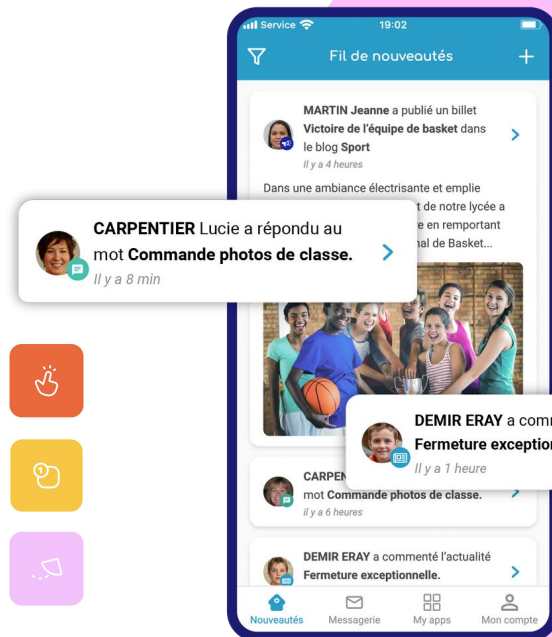 Service
19:02
Fil de nouveautés
MARTIN Jeanne a publié un billet
Victoire de l'équipe de basket dans
le blog Sport
Il y a 4 heures
Dans une ambiance électrisante et emplie
t de notre lycée a
e en remportant
nal de Basket...
CARPENTIER Lucie a répondu au
mot Commande photos de classe.
Il y a 8 min
DEMIR ERAY a com
Fermeture exception
Il y a 1 heure
CARPEN
mot Commande photos de classe.
il y a 6 heures
DEMIR ERAY a commenté l'actualité
Fermeture exceptionnelle.
Nouveautés
Messagerie
My apps
Mon compte
1